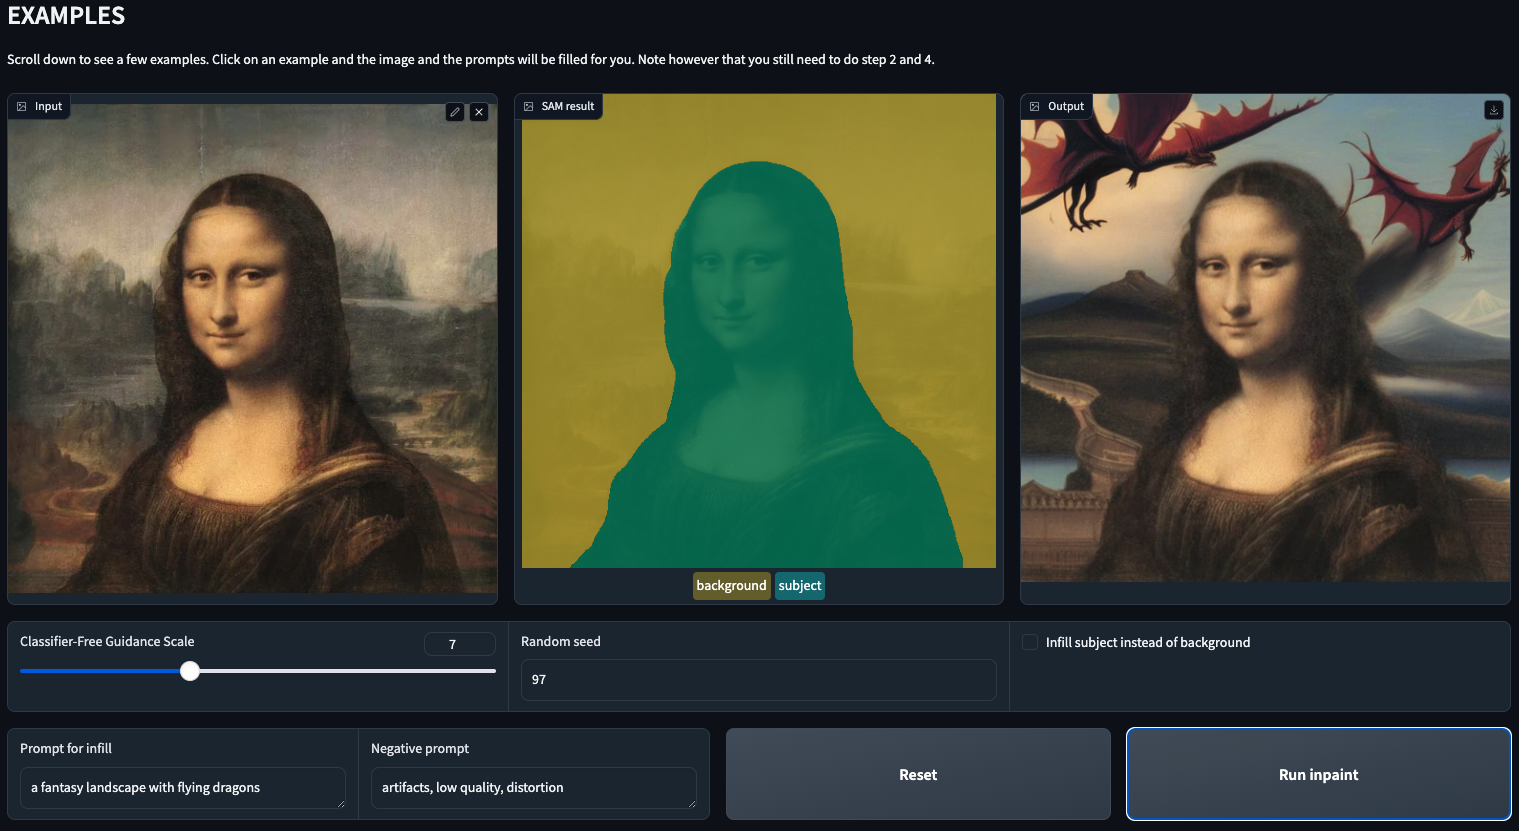 EXAMPLES
Scroll down to see a few examples. Click on an example and the image and the prompts will be filled for you. Note however that you still need to do step 2 and 4.
Input
SAM result
Output
background subject
Classifier-Free Guidance Scale
7
Random seed
97
Infill subject instead of background
Prompt for infill
a fantasy landscape with flying dragons
Negative prompt
artifacts, low quality, distortion
Reset
Run inpaint